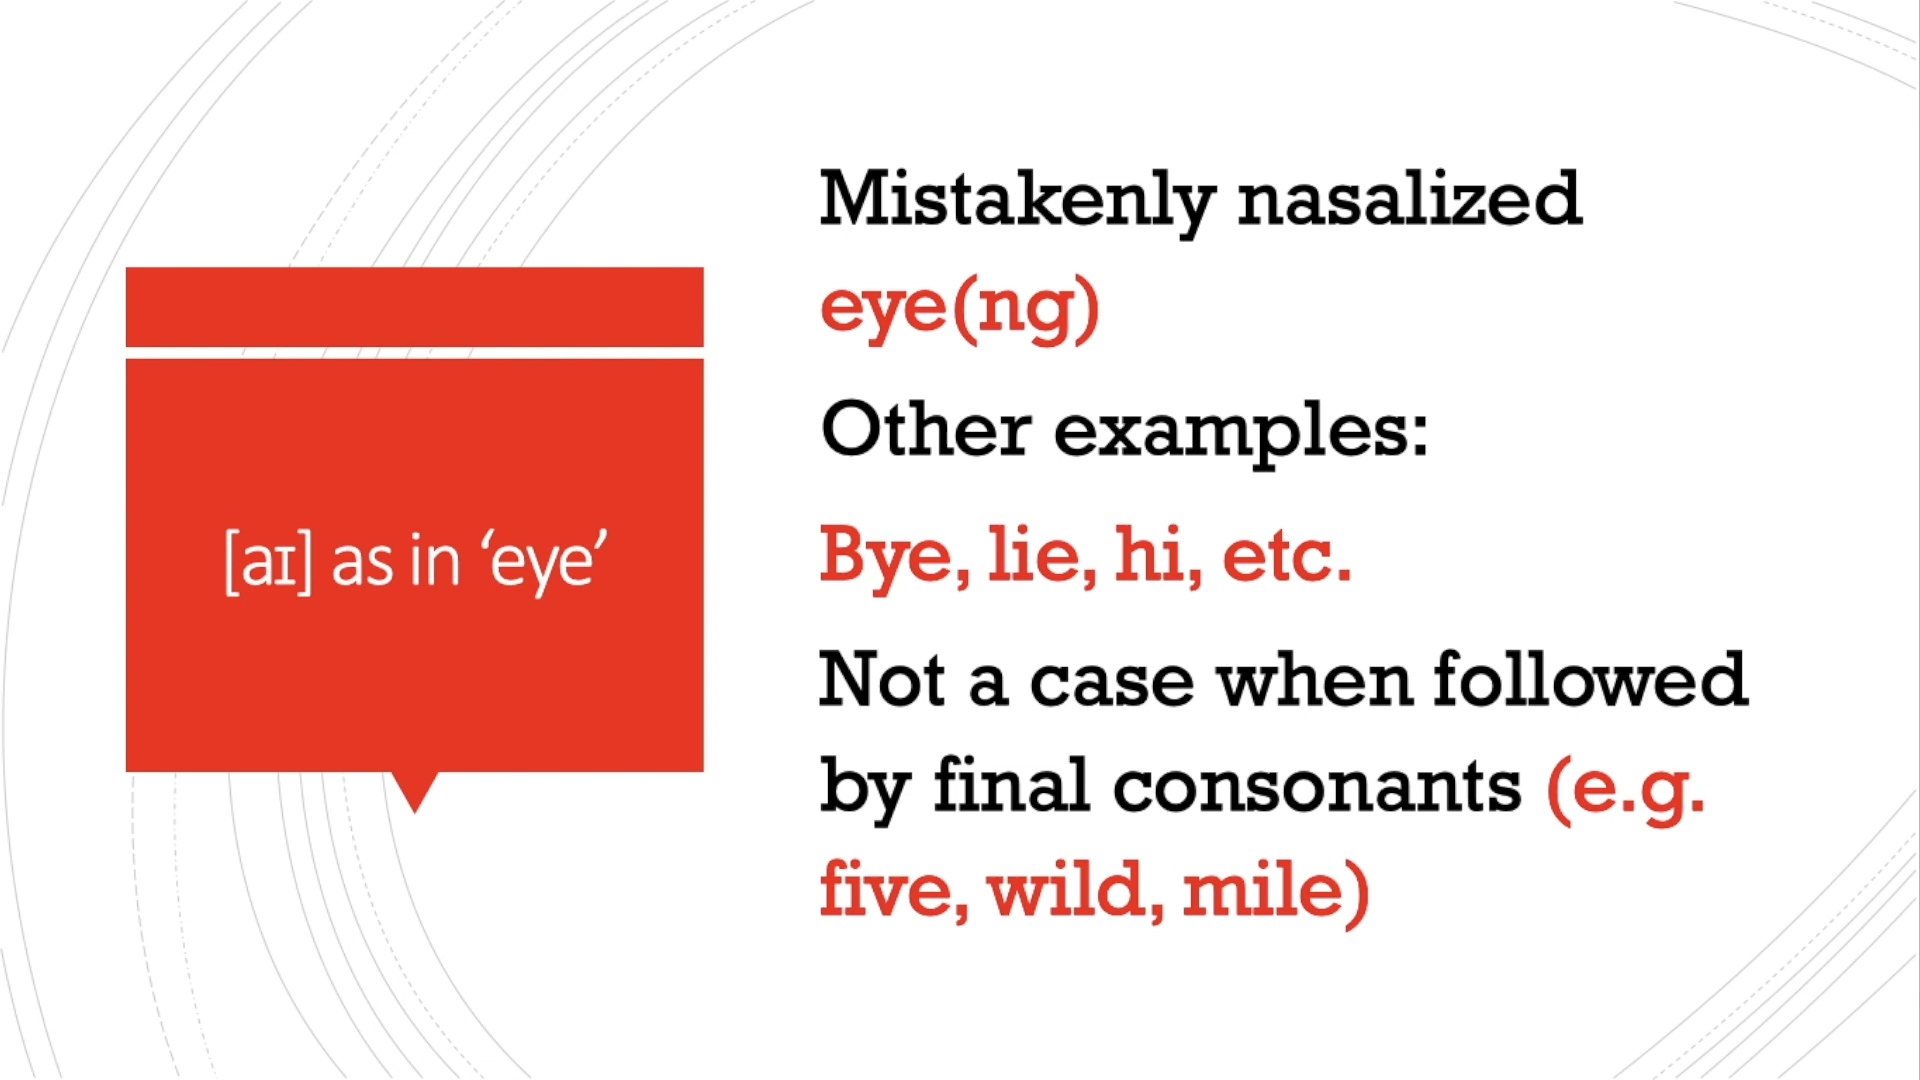 [aɪ] as in ‘eye’
Mistakenly nasalized
eye(ng)
Other examples:
Bye, lie, hi, etc.
Not a case when followed
by final consonants (e.g.
five, wild, mile)